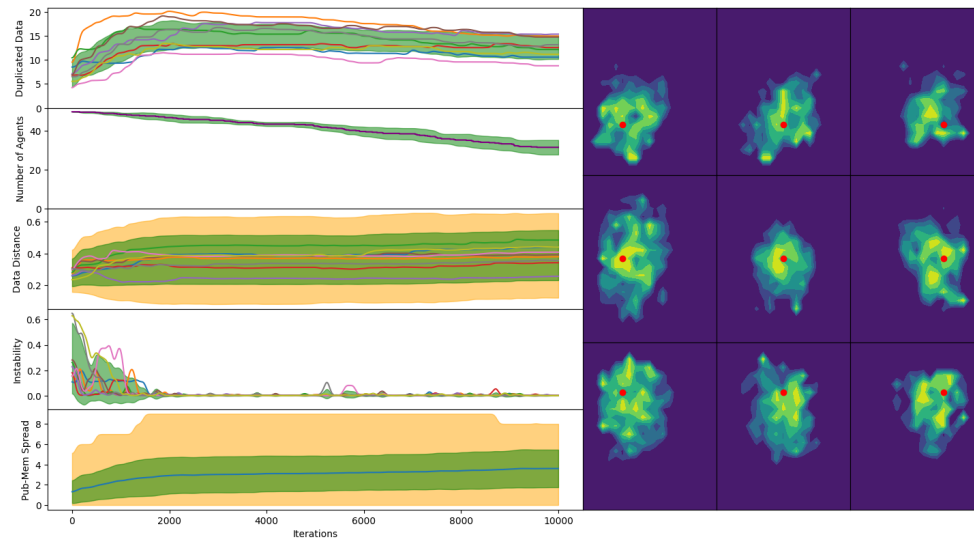 Duplicated Data
20
15
10
5
0
Number of Agents
40
20
0
Data Distance
0.6
0.4
0.2
Instability
0.6
0.4
0.2
0.0
Pub-Mem Spread
8
6
4
2
0
0 2000 4000 6000 8000 10000
Iterations